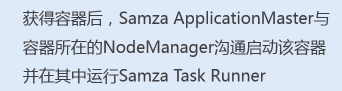 获得容器后，Samza ApplicationMaster与
容器所在的NodeManager沟通启动该容器
并在其中运行Samza Task Runner